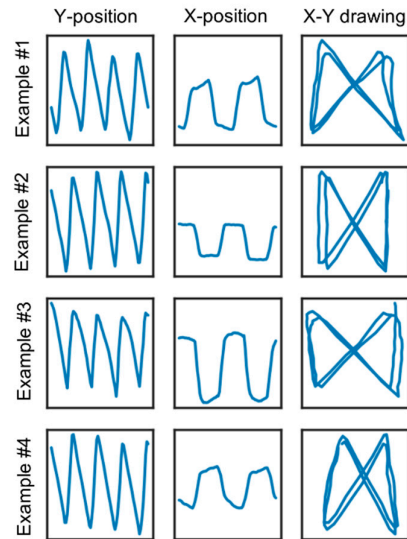 Y-position X-position X-Y drawing
Example #1
Example #2
Example #3
Example #4